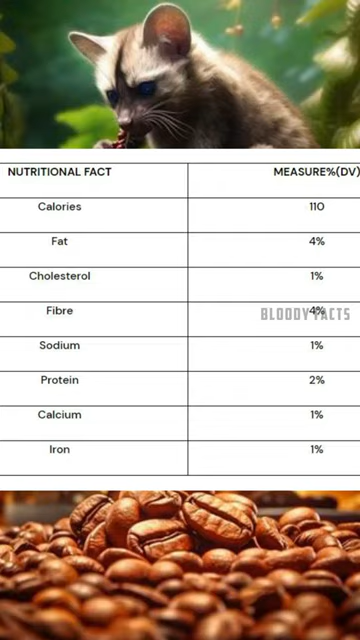 NUTRITIONAL FACT MEASURE%(DV)
Calories 110
Fat 4%
Cholesterol 1%
Fibre 4%
BLOODY FACTS
Sodium 1%
Protein 2%
Calcium 1%
Iron 1%